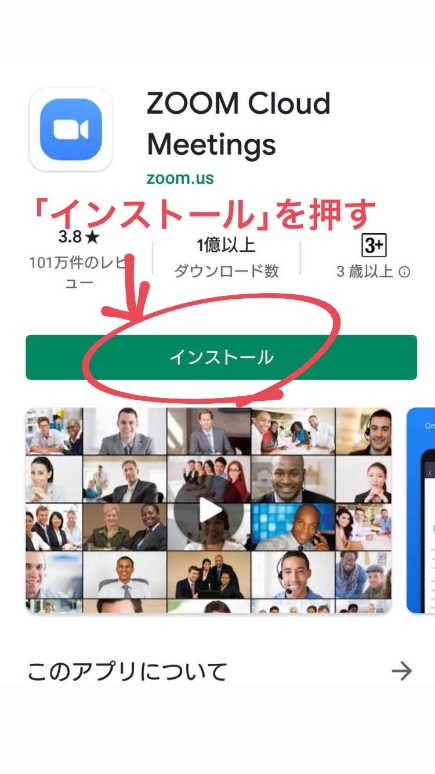 ZOOM Cloud
Meetings
zoom.us
「インストール」を押す
3.8★
1億以上
3+
101万件のレビ
ュー
ダウンロード数
3 歳以上
インストール
On
このアプリについて